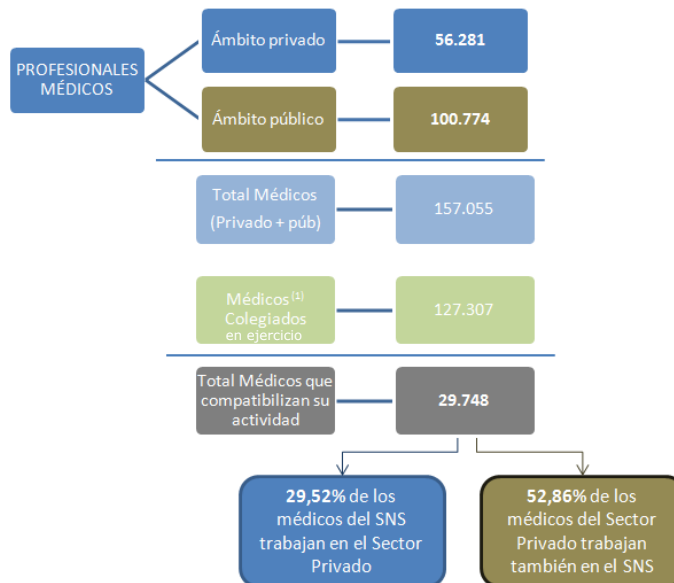 PROFESIONALES
MÉDICOS
Ámbito privado
56.281
Ámbito público
100.774
Total Médicos
(Privado + púb)
157.055
Médicos (1)
Colegiados
en ejercicio
127.307
Total Médicos que
compatibilizan su
actividad
29.748
29,52% de los
médicos del SNS
trabajan en el Sector
Privado
52,86% de los
médicos del Sector
Privado trabajan
también en el SNS